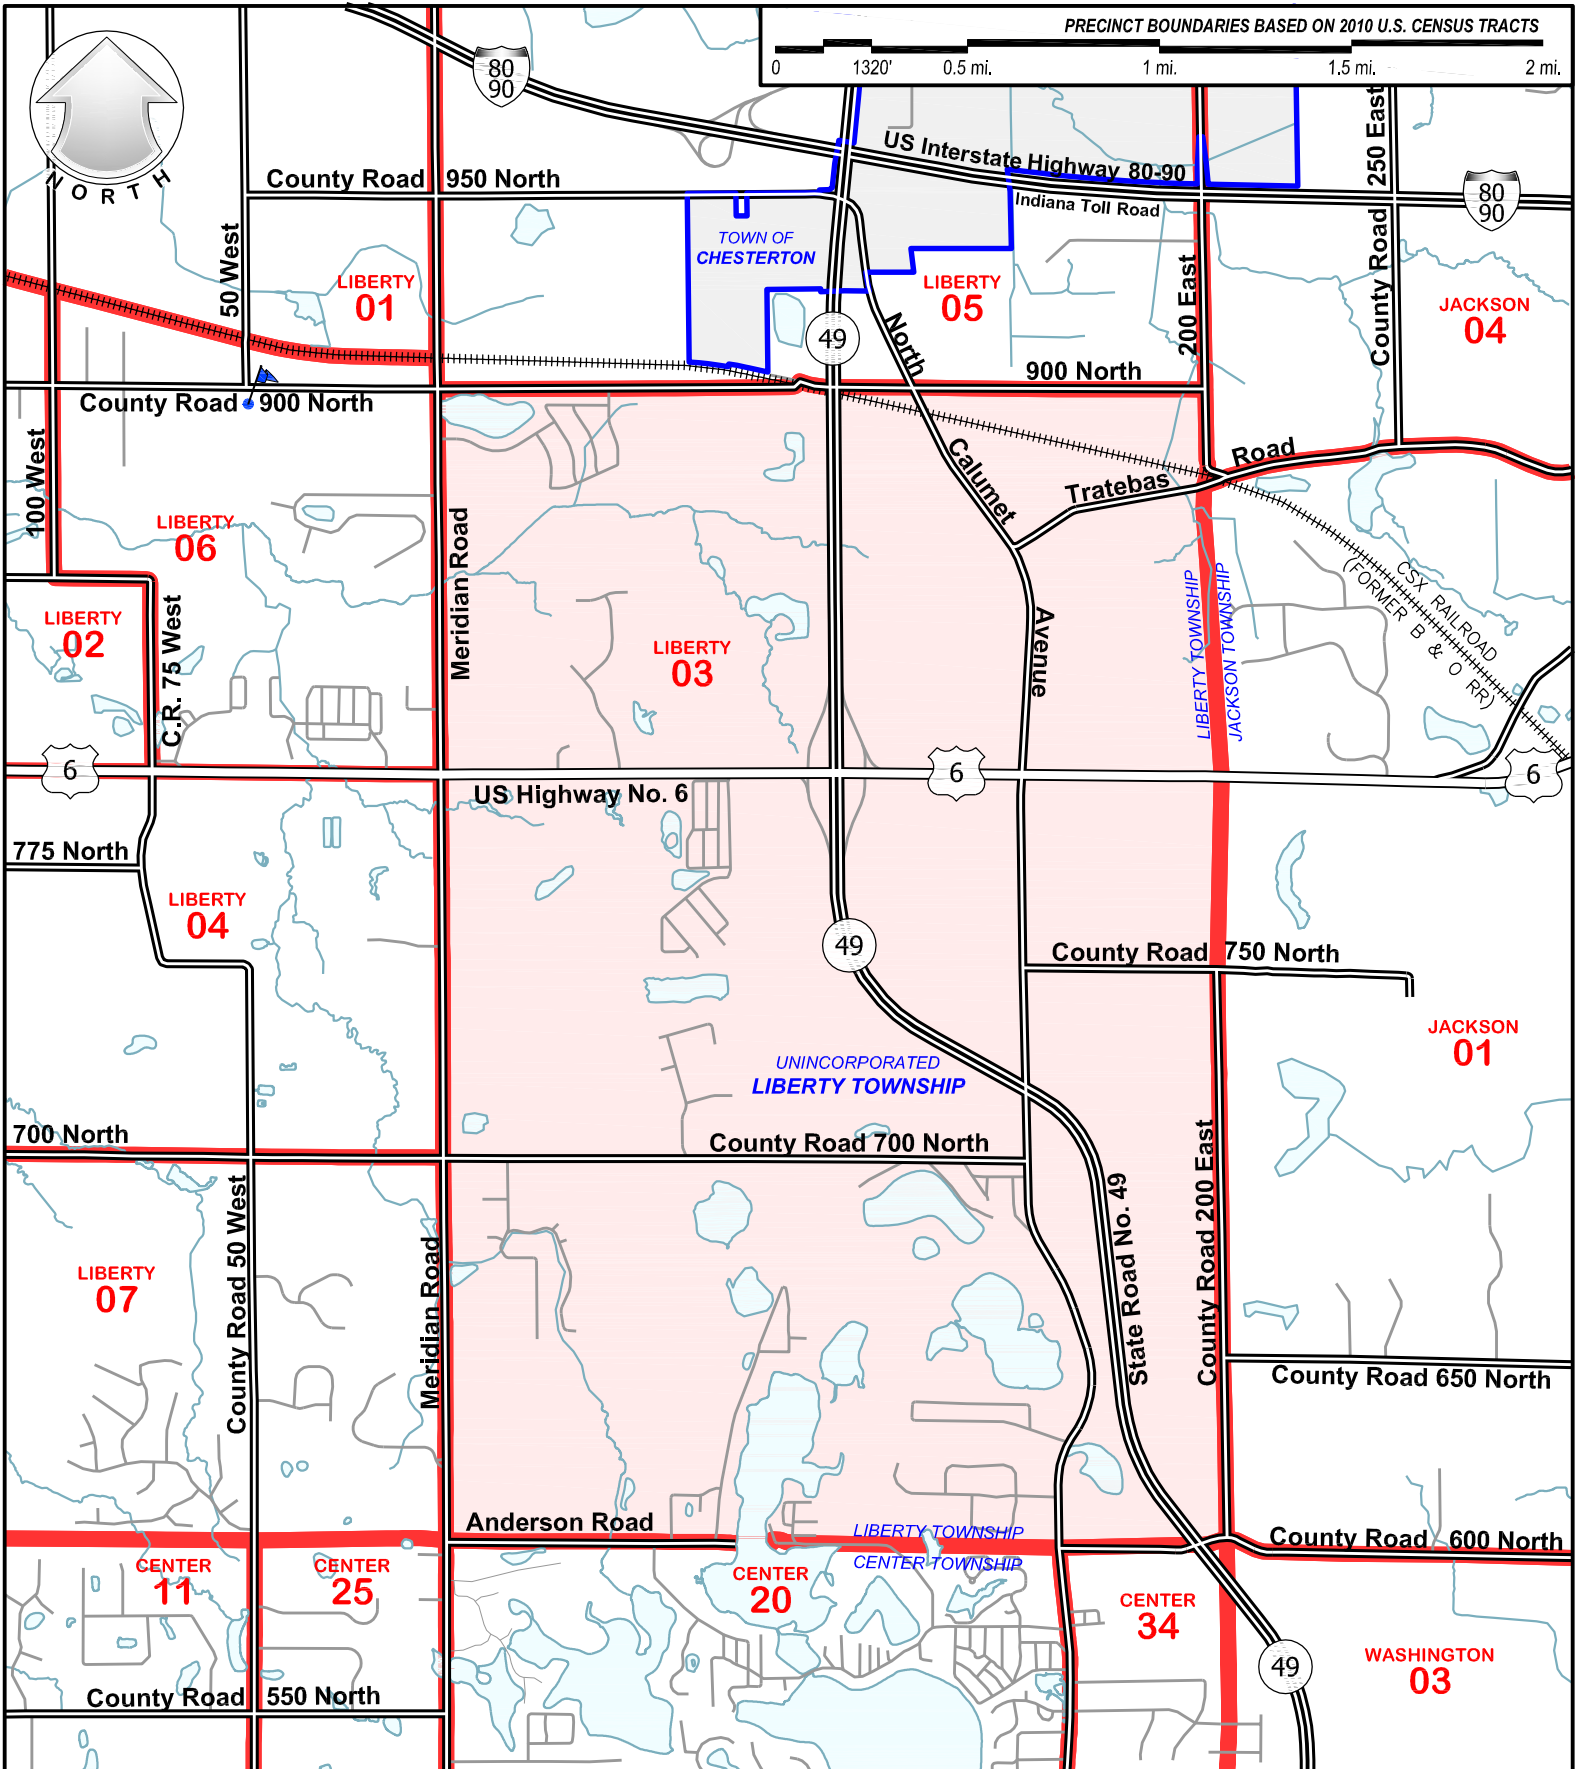 PRECINCT BOUNDARIES BASED ON 2010 U.S. CENSUS TRACTS
0 1320' 0.5 mi. 1 mi. 1.5 mi. 2 mi.
NORTH
80
90
US Interstate Highway 80-90
Indiana Toll Road
80
90
County Road 950 North
50 West
250 East
County Road
200 East
TOWN OF
CHESTERTON
LIBERTY
01
LIBERTY
05
JACKSON
04
49
North
900 North
County Road 900 North
100 West
Calumet
Road
Tratebas
LIBERTY
06
Meridian Road
CSX RAILROAD
(FORMER B & O RR)
LIBERTY TOWNSHIP
JACKSON TOWNSHIP
LIBERTY
02
C.R. 75 West
LIBERTY
03
Avenue
6
6
6
US Highway No. 6
775 North
LIBERTY
04
49
County Road 750 North
JACKSON
01
UNINCORPORATED
LIBERTY TOWNSHIP
700 North
County Road 700 North
County Road 50 West
Meridian Road
State Road No. 49
County Road 200 East
LIBERTY
07
County Road 650 North
Anderson Road
LIBERTY TOWNSHIP
CENTER TOWNSHIP
County Road 600 North
CENTER
11
CENTER
25
CENTER
20
CENTER
34
49
WASHINGTON
03
County Road 550 North